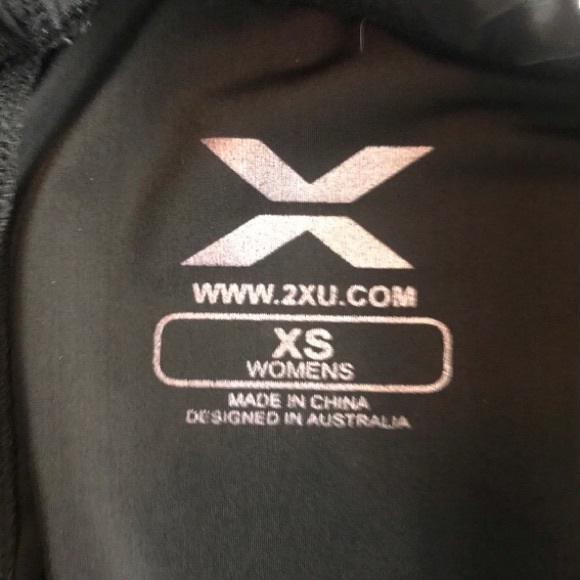 X
WWW.2XU.COM
XS
WOMENS
MADE IN CHINA
DESIGNED IN AUSTRALIA